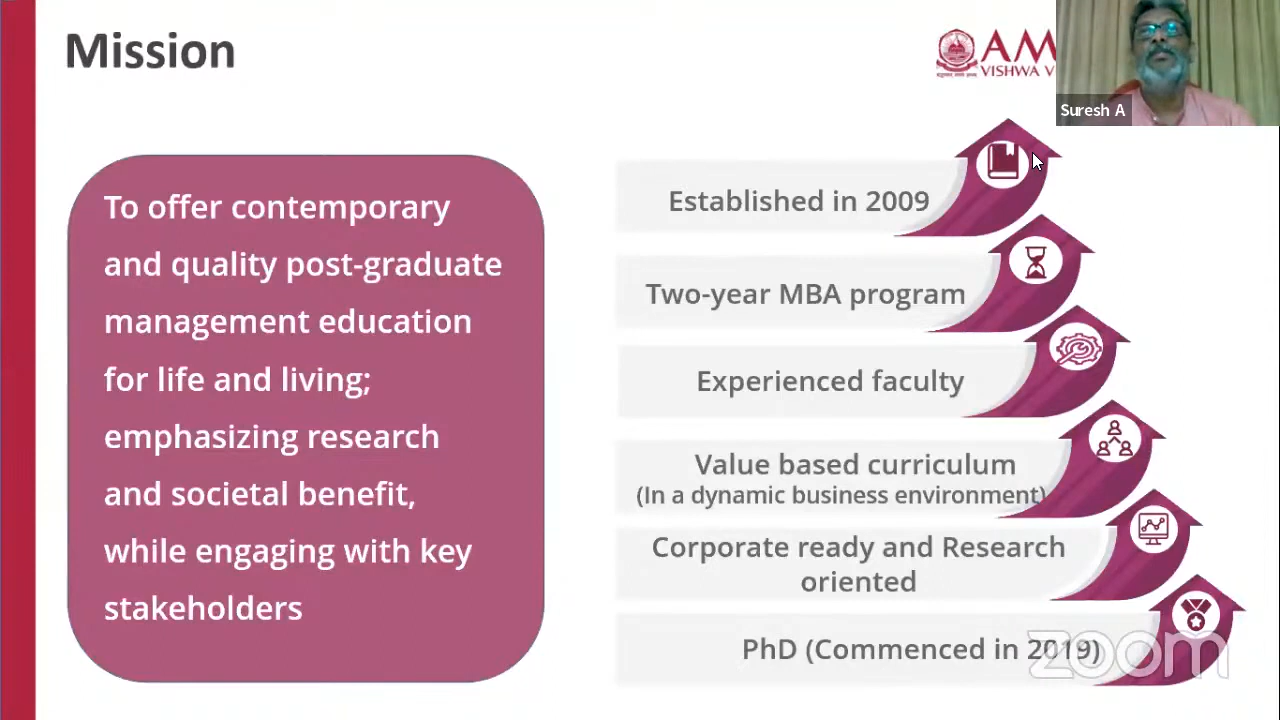 Mission
VISHWA
Suresh A
To offer contemporary
and quality post-graduate
management education
for life and living;
emphasizing research
and societal benefit,
while engaging with key
stakeholders
Established in 2009
Two-year MBA program
Experienced faculty
Value based curriculum
(In a dynamic business environment)
Corporate ready and Research
oriented
PhD (Commenced in 2019)
zoom